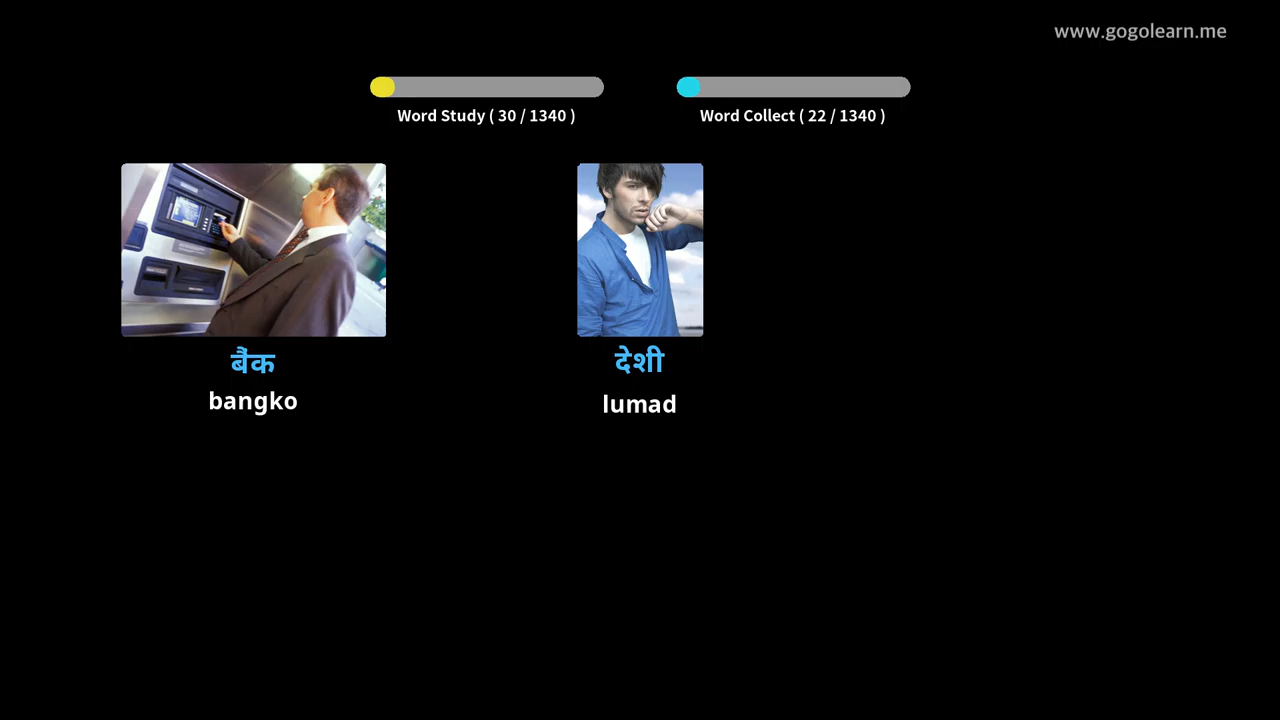 www.gogolearn.me
Word Study ( 30 / 1340 )
Word Collect ( 22 / 1340 )
बैंक
bangko
देशी
lumad